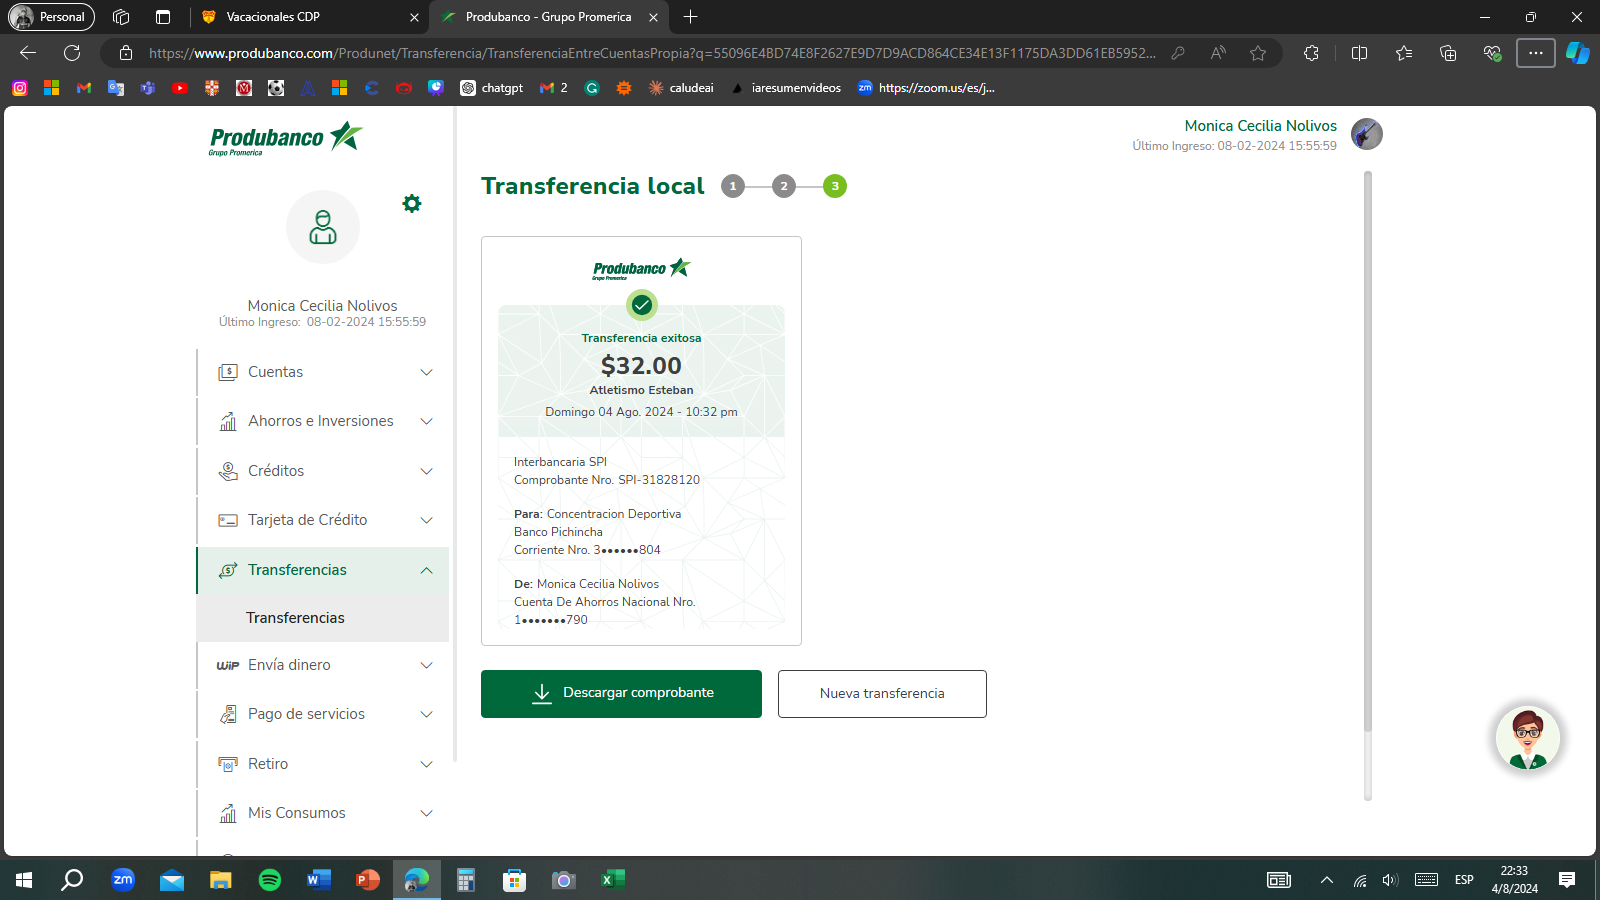 Personal
Vacacionales CDP
Produbanco - Grupo Promerica
https://www.produbanco.com/Produnet/Transferencia/TransferenciaEntreCuentasPropia?q=55096E4BD74E8F2627E9D7D9ACD864CE34E13F1175DA3DD61EB5952...
chatgpt
2
caludeai
iaresumenvideos
https://zoom.us/es/j...
Produbanco
Grupo Promerica
Monica Cecilia Nolivos
Último Ingreso: 08-02-2024 15:55:59
Monica Cecilia Nolivos
Último Ingreso: 08-02-2024 15:55:59
Cuentas
Ahorros e Inversiones
Créditos
Tarjeta de Crédito
Transferencias
Transferencias
WIP Envía dinero
Pago de servicios
Retiro
Mis Consumos
Transferencia local 1 2 3
Produbanco
Grupo Promerica
Transferencia exitosa
$32.00
Atletismo Esteban
Domingo 04 Ago. 2024 - 10:32 pm
Interbancaria SPI
Comprobante Nro. SPI-31828120
Para: Concentracion Deportiva
Banco Pichincha
Corriente Nro. 3●●●●●●804
De: Monica Cecilia Nolivos
Cuenta De Ahorros Nacional Nro.
1●●●●●●●790
Descargar comprobante
Nueva transferencia
zm
ESP
22:33
4/8/2024